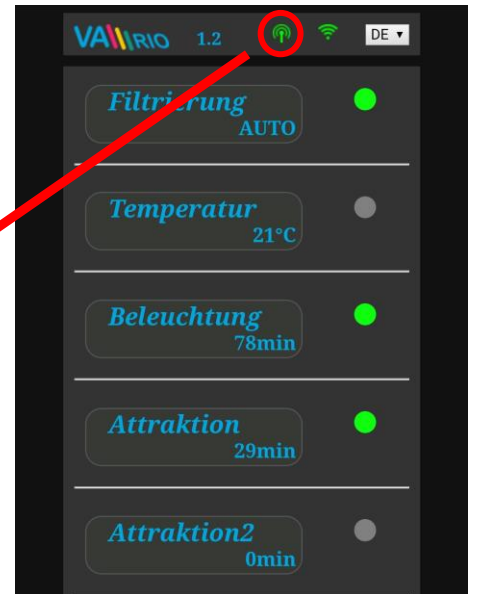 VA RIO 1.2 DE
Filtrierung
AUTO
Temperatur
21°C
Beleuchtung
78min
Attraktion
29min
Attraktion2
0min